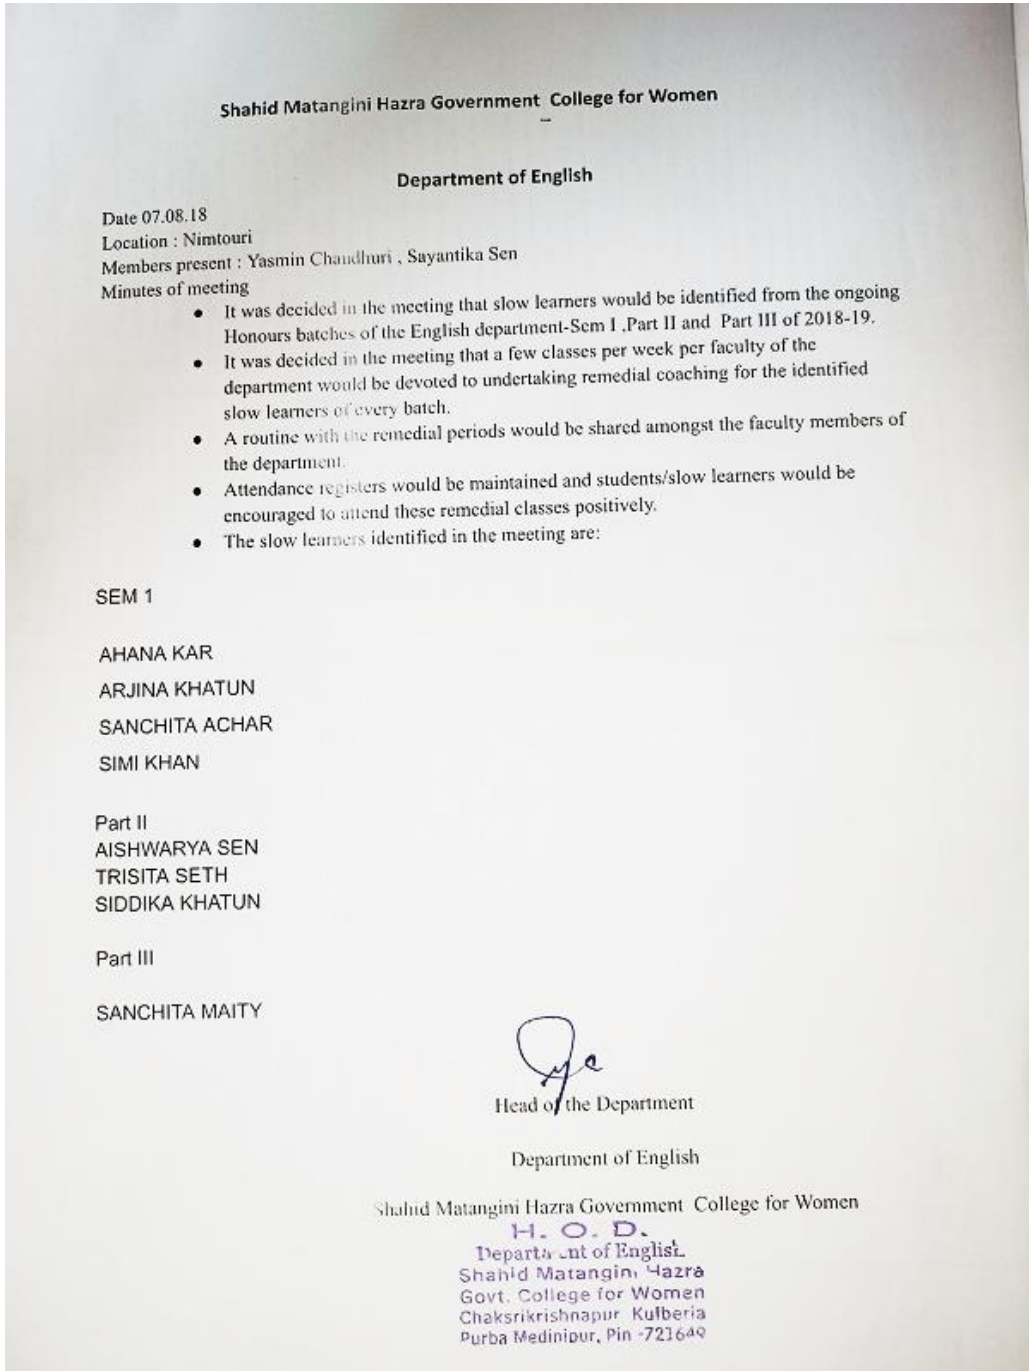 Shahid Matangini Hazra Government College for Women
Department of English
Date 07.08.18
Location : Nimtouri
Members present : Yasmin Chaudhuri , Sayantika Sen
Minutes of meeting
● It was decided in the meeting that slow learners would be identified from the ongoing
Honours batches of the English department-Sem I ,Part II and Part III of 2018-19.
● It was decided in the meeting that a few classes per week per faculty of the
department would be devoted to undertaking remedial coaching for the identified
slow learners of every batch.
● A routine with the remedial periods would be shared amongst the faculty members of
the department.
● Attendance registers would be maintained and students/slow learners would be
encouraged to attend these remedial classes positively.
● The slow learners identified in the meeting are:
SEM 1
AHANA KAR
ARJINA KHATUN
SANCHITA ACHAR
SIMI KHAN
Part II
AISHWARYA SEN
TRISITA SETH
SIDDIKA KHATUN
Part III
SANCHITA MAITY
Head of the Department
Department of English
Shahid Matangini Hazra Government College for Women
H. O. D.
Department of English
Shahid Matangini Hazra
Govt. College for Women
Chaksrikrishnapur Kulberia
Purba Medinipur, Pin -721649